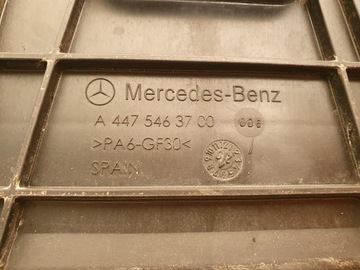 Mercedes-Benz
A 447 546 37 00
>PA6-GF30<
SPAIN